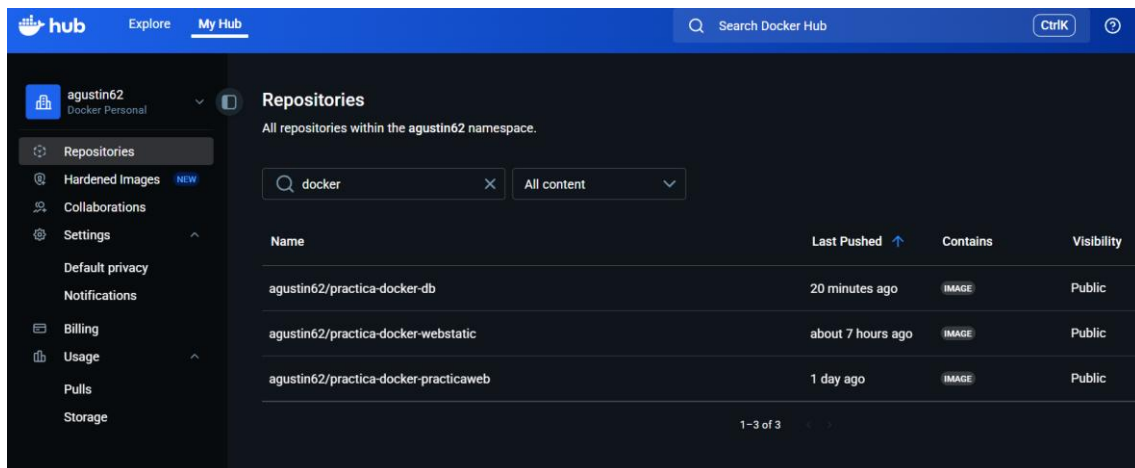 hub Explore My Hub Search Docker Hub CtrlK ?
agustin62
Docker Personal
Repositories
Hardened Images NEW
Collaborations
Settings
Default privacy
Notifications
Billing
Usage
Pulls
Storage
Repositories
All repositories within the agustin62 namespace.
docker All content
Name Last Pushed Contains Visibility
agustin62/practica-docker-db 20 minutes ago IMAGE Public
agustin62/practica-docker-webstatic about 7 hours ago IMAGE Public
agustin62/practica-docker-practicaweb 1 day ago IMAGE Public
1–3 of 3